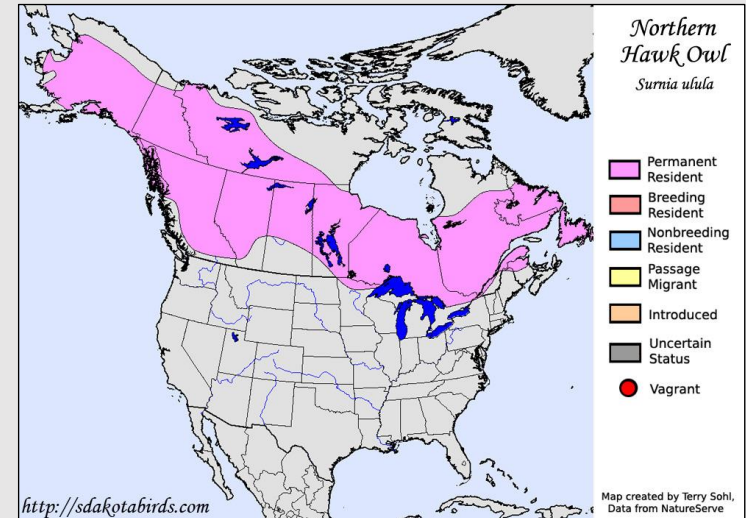 Northern
Hawk Owl
Surnia ulula
Permanent
Resident
Breeding
Resident
Nonbreeding
Resident
Passage
Migrant
Introduced
Uncertain
Status
Vagrant
http://sdakotabirds.com
Map created by Terry Sohl,
Data from NatureServe